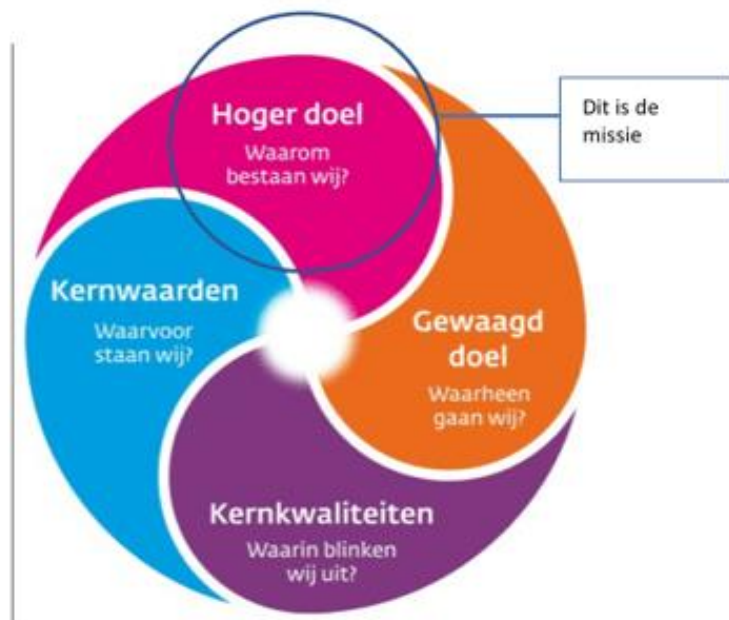 Hoger doel
Waarom
bestaan wij?
Dit is de
missie
Kernwaarden
Waarvoor
staan wij?
Gewaagd
doel
Waarheen
gaan wij?
Kernkwaliteiten
Waarin blinken
wij uit?